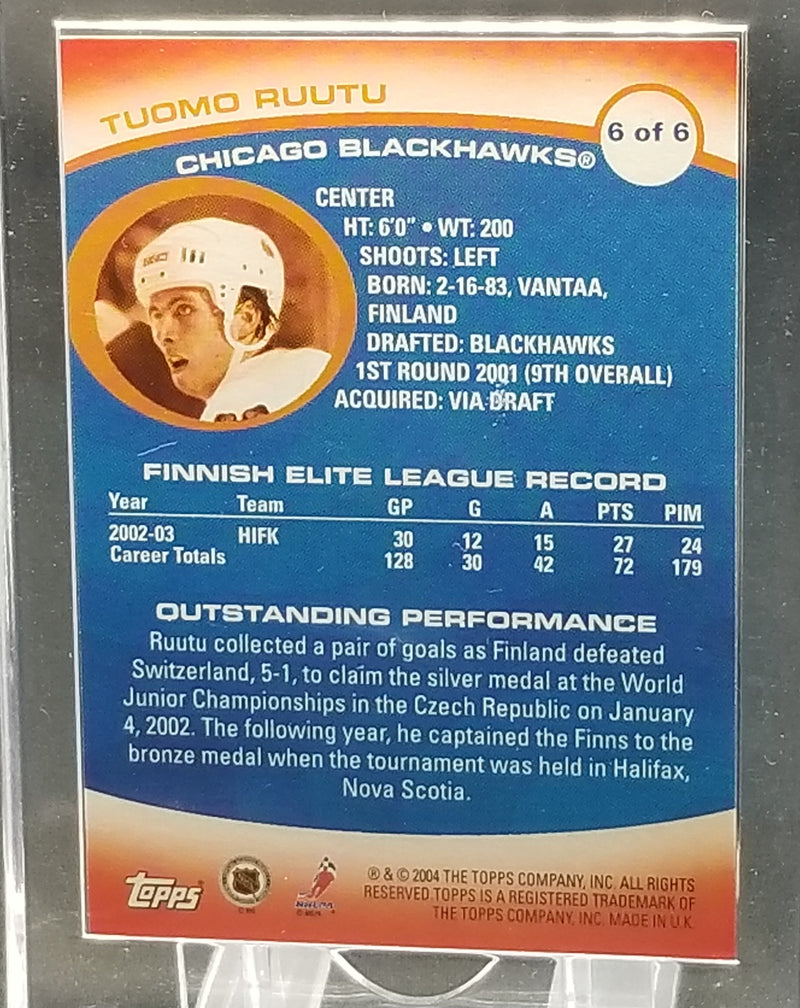 TUOMO RUUTU
6 of 6
CHICAGO BLACKHAWKS®
CENTER
HT: 6'0" • WT: 200
SHOOTS: LEFT
BORN: 2-16-83, VANTAA,
FINLAND
DRAFTED: BLACKHAWKS
1ST ROUND 2001 (9TH OVERALL)
ACQUIRED: VIA DRAFT
FINNISH ELITE LEAGUE RECORD
Year Team GP G A PTS PIM
2002-03 HIFK 30 12 15 27 24
Career Totals 128 30 42 72 179
OUTSTANDING PERFORMANCE
Ruutu collected a pair of goals as Finland defeated
Switzerland, 5-1, to claim the silver medal at the World
Junior Championships in the Czech Republic on January
4, 2002. The following year, he captained the Finns to the
bronze medal when the tournament was held in Halifax,
Nova Scotia.
® & © 2004 THE TOPPS COMPANY, INC. ALL RIGHTS
RESERVED. TOPPS IS A REGISTERED TRADEMARK OF
THE TOPPS COMPANY, INC. MADE IN U.K.
TOPPS®
NHLPA